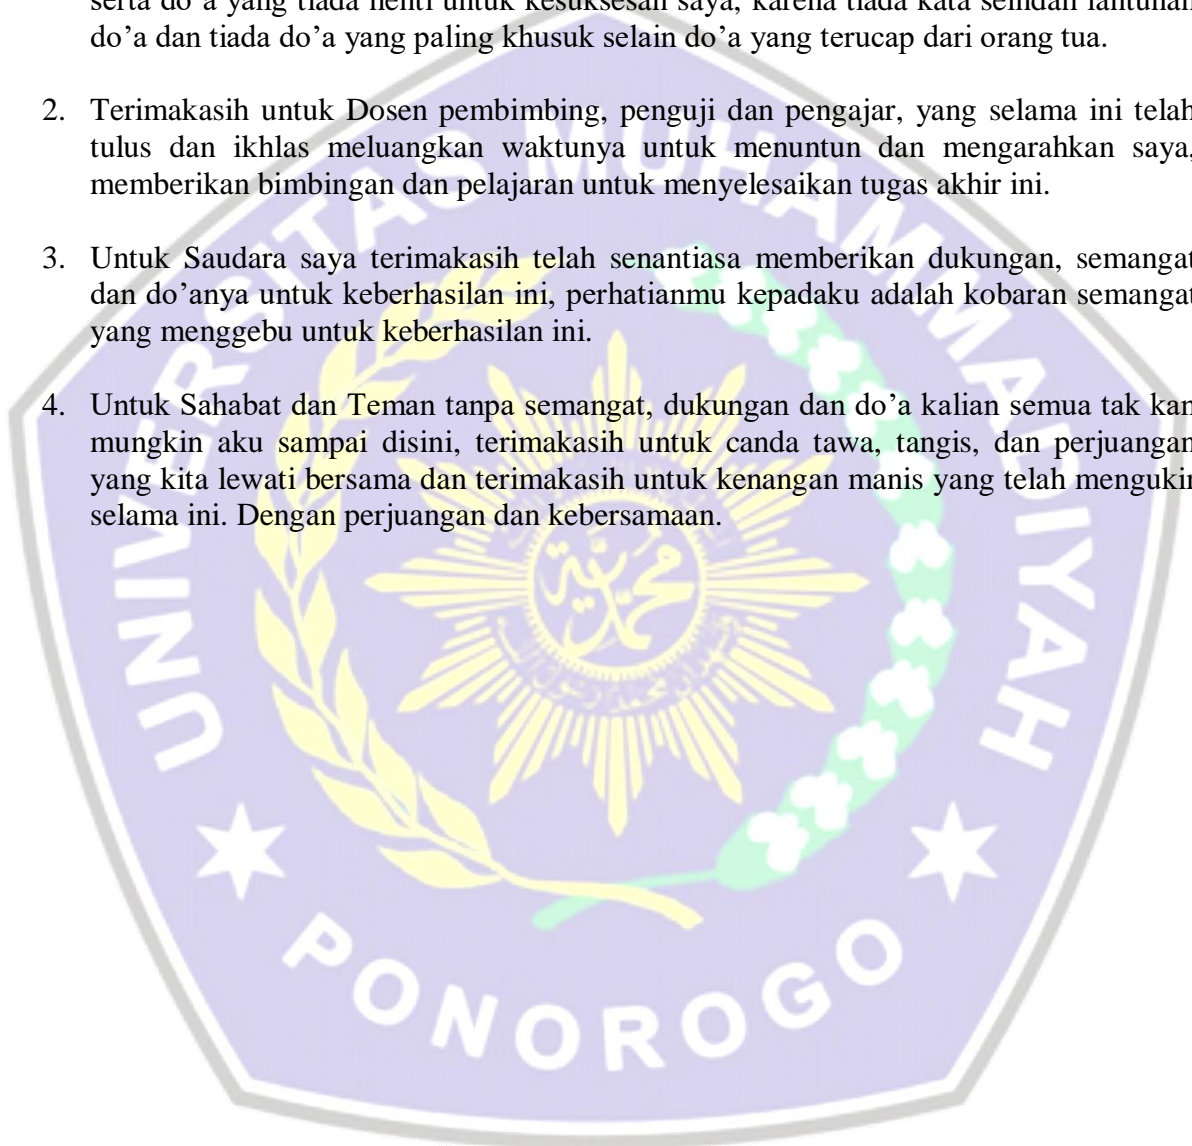 serta do’a yang tiada henti untuk kesuksesan saya, karena tiada kata seindah lantunan
do’a dan tiada do’a yang paling khusuk selain do’a yang terucap dari orang tua.
2. Terimakasih untuk Dosen pembimbing, penguji dan pengajar, yang selama ini telah
tulus dan ikhlas meluangkan waktunya untuk menuntun dan mengarahkan saya,
memberikan bimbingan dan pelajaran untuk menyelesaikan tugas akhir ini.
3. Untuk Saudara saya terimakasih telah senantiasa memberikan dukungan, semangat
dan do’anya untuk keberhasilan ini, perhatianmu kepadaku adalah kobaran semangat
yang menggebu untuk keberhasilan ini.
4. Untuk Sahabat dan Teman tanpa semangat, dukungan dan do’a kalian semua tak kan
mungkin aku sampai disini, terimakasih untuk canda tawa, tangis, dan perjuangan
yang kita lewati bersama dan terimakasih untuk kenangan manis yang telah mengukir
selama ini. Dengan perjuangan dan kebersamaan.
UNIVERSITAS MUHAMMADIYAH
محمدية
PONOROGO